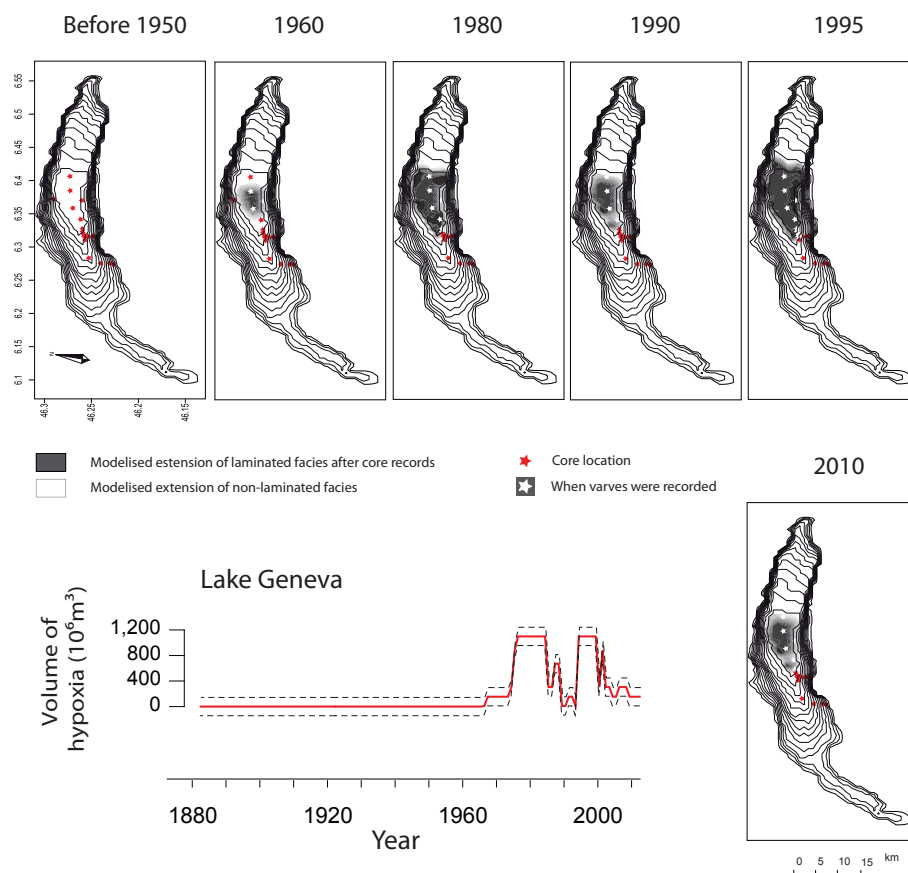 Before 1950
1960
1980
1990
1995
6.55
6.5
6.45
6.4
6.35
6.3
6.25
6.2
6.15
6.1
N
46.3
46.25
46.2
46.15
Modelised estension of laminated facies after core records
Modelised extension of non-laminated facies
Core location
When varves were recorded
2010
Lake Geneva
Volume of
hypoxia (10⁶m³)
1,200
800
400
0
1880
1920
1960
2000
Year
0 5 10 15 km